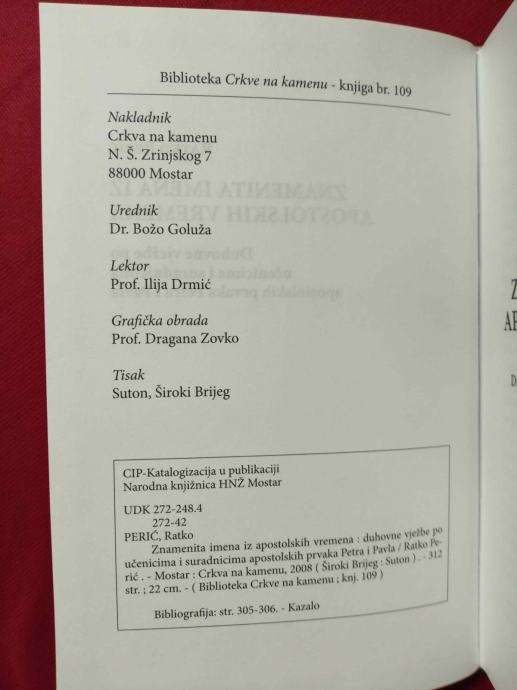 Biblioteka Crkve na kamenu - knjiga br. 109
Nakladnik
Crkva na kamenu
N. Š. Zrinjskog 7
88000 Mostar
Urednik
Dr. Božo Goluža
Lektor
Prof. Ilija Drmić
Grafička obrada
Prof. Dragana Zovko
Tisak
Suton, Široki Brijeg
CIP-Katalogizacija u publikaciji
Narodna knjižnica HNŽ Mostar
UDK 272-248.4
272-42
PERIĆ, Ratko
Znamenita imena iz apostolskih vremena : duhovne vježbe po
učenicima i suradnicima apostolskih prvaka Petra i Pavla / Ratko Pe-
rić . - Mostar : Crkva na kamenu, 2008 ( Široki Brijeg : Suton ) . - 312
str. ; 22 cm. - ( Biblioteka Crkve na kamenu ; knj. 109 )
Bibliografija: str. 305-306. - Kazalo